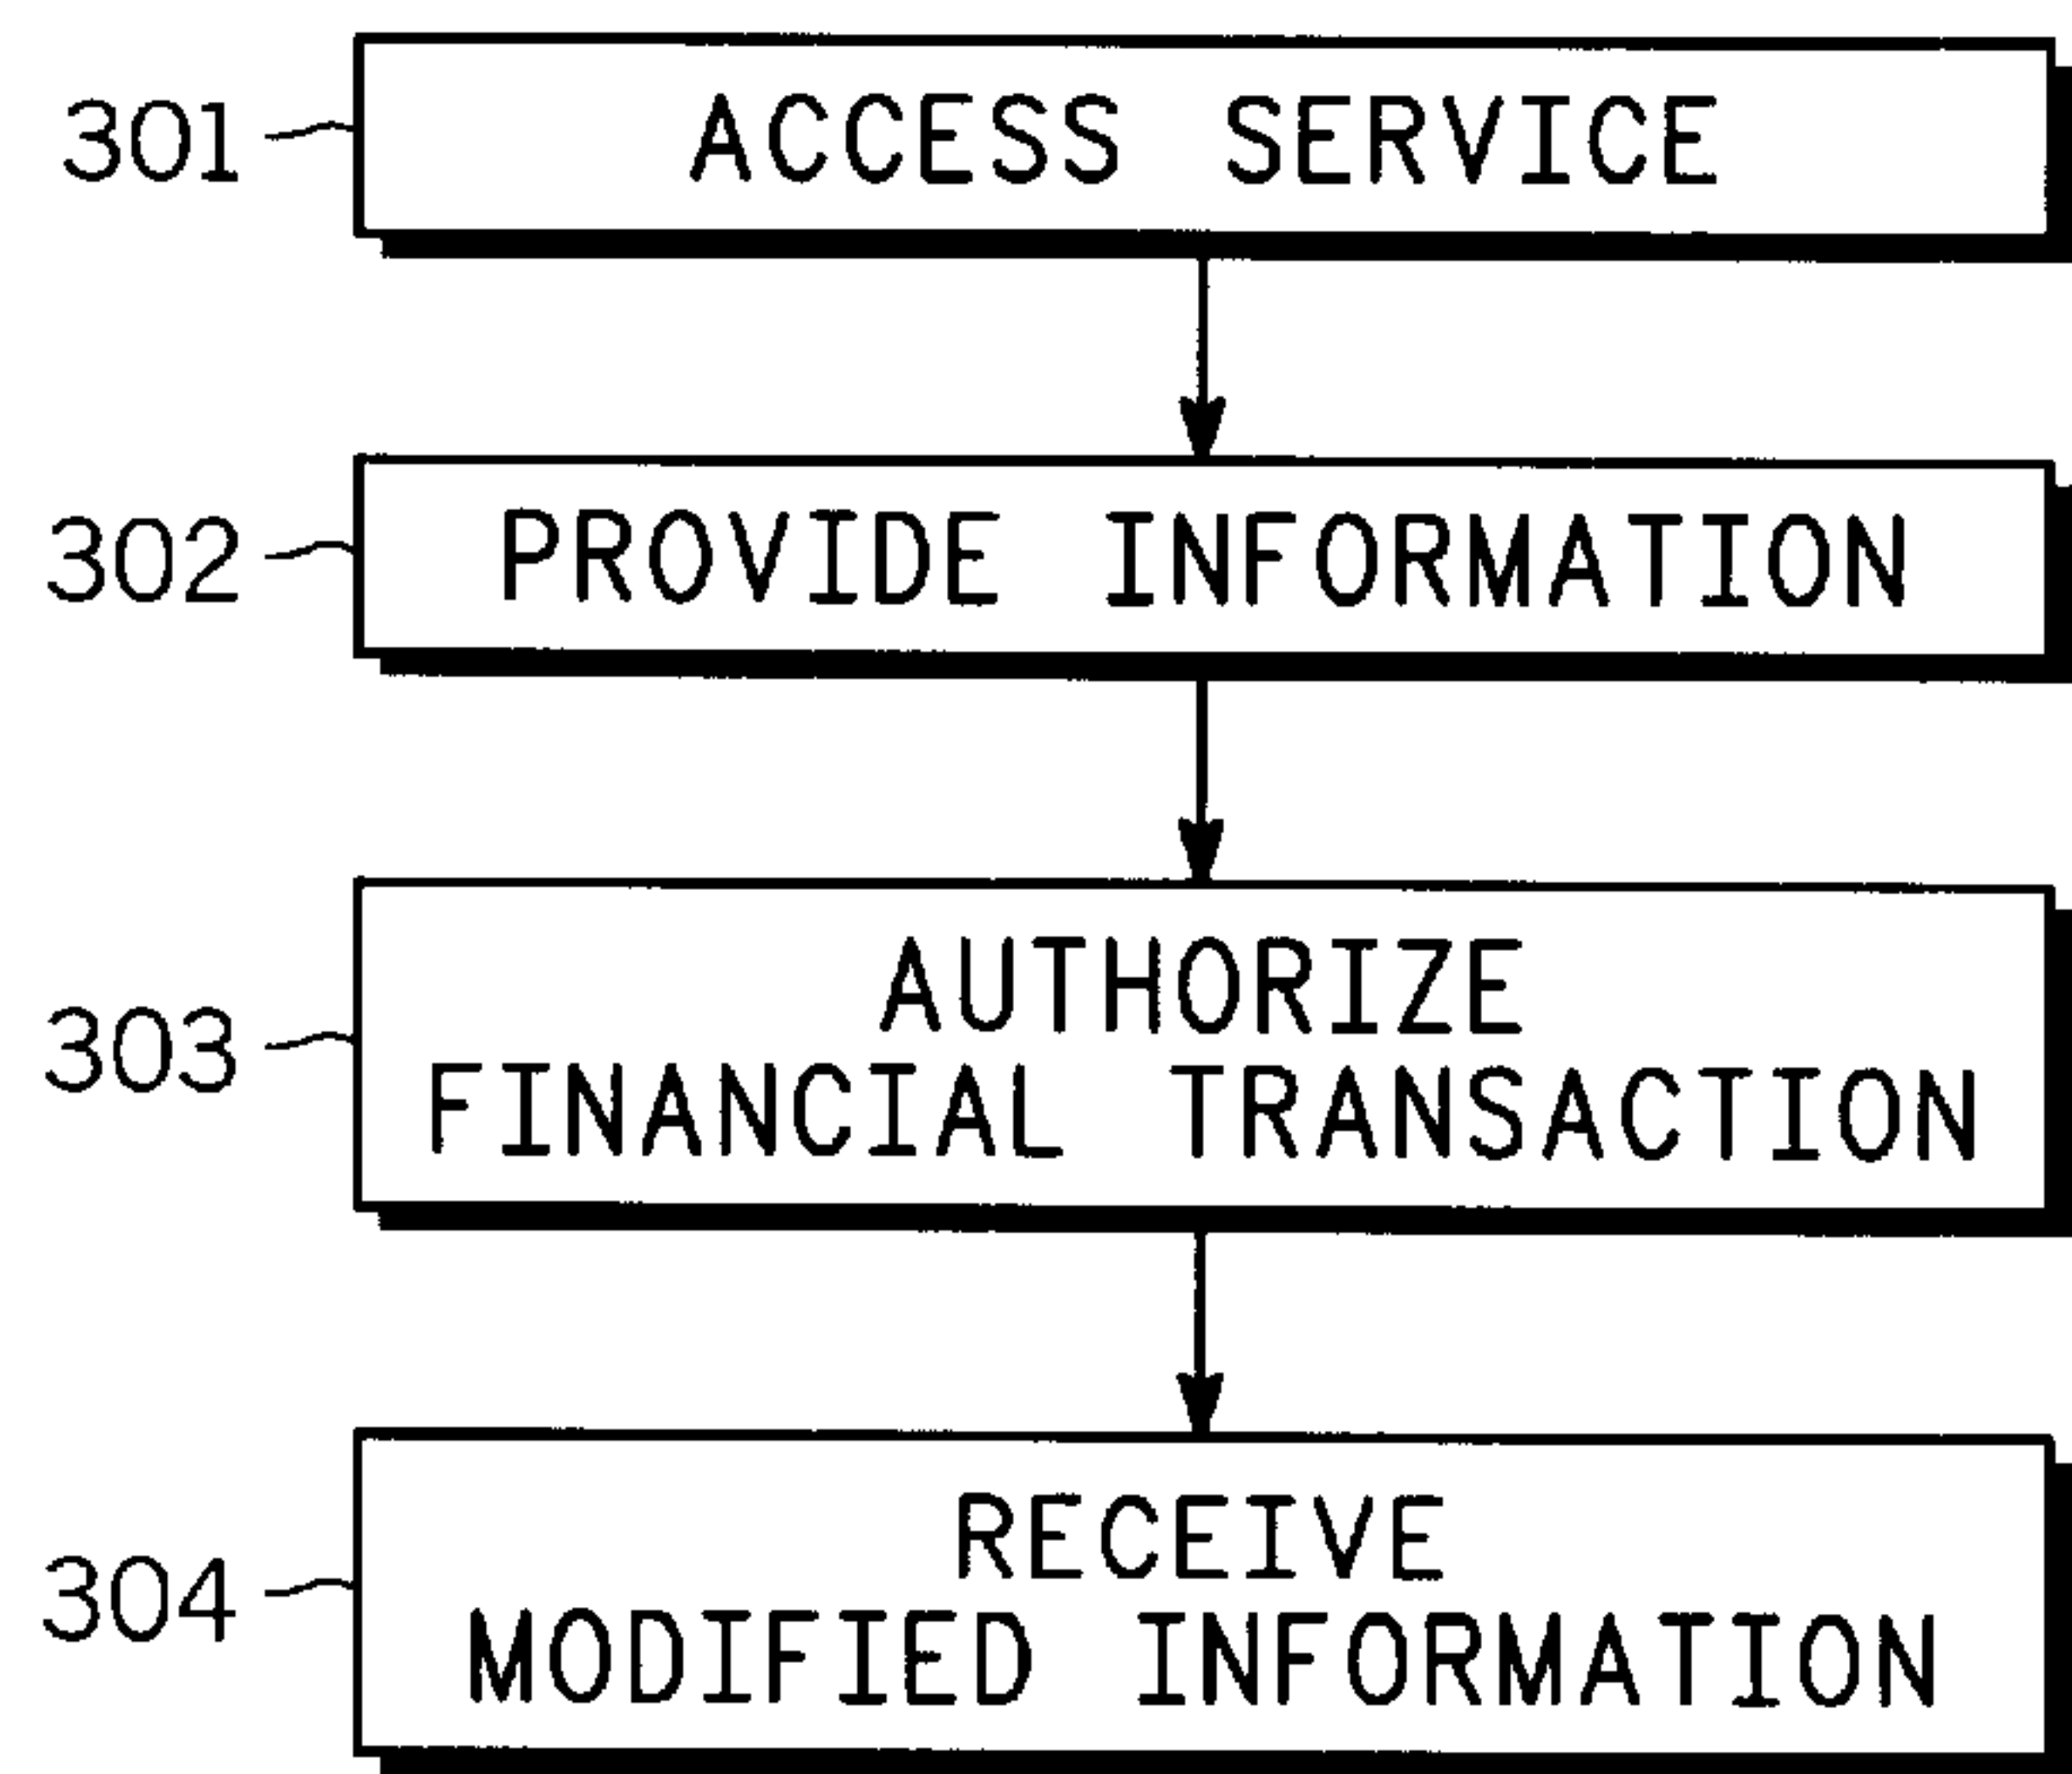 301 ACCESS SERVICE
302 PROVIDE INFORMATION
303 AUTHORIZE
FINANCIAL TRANSACTION
304 RECEIVE
MODIFIED INFORMATION